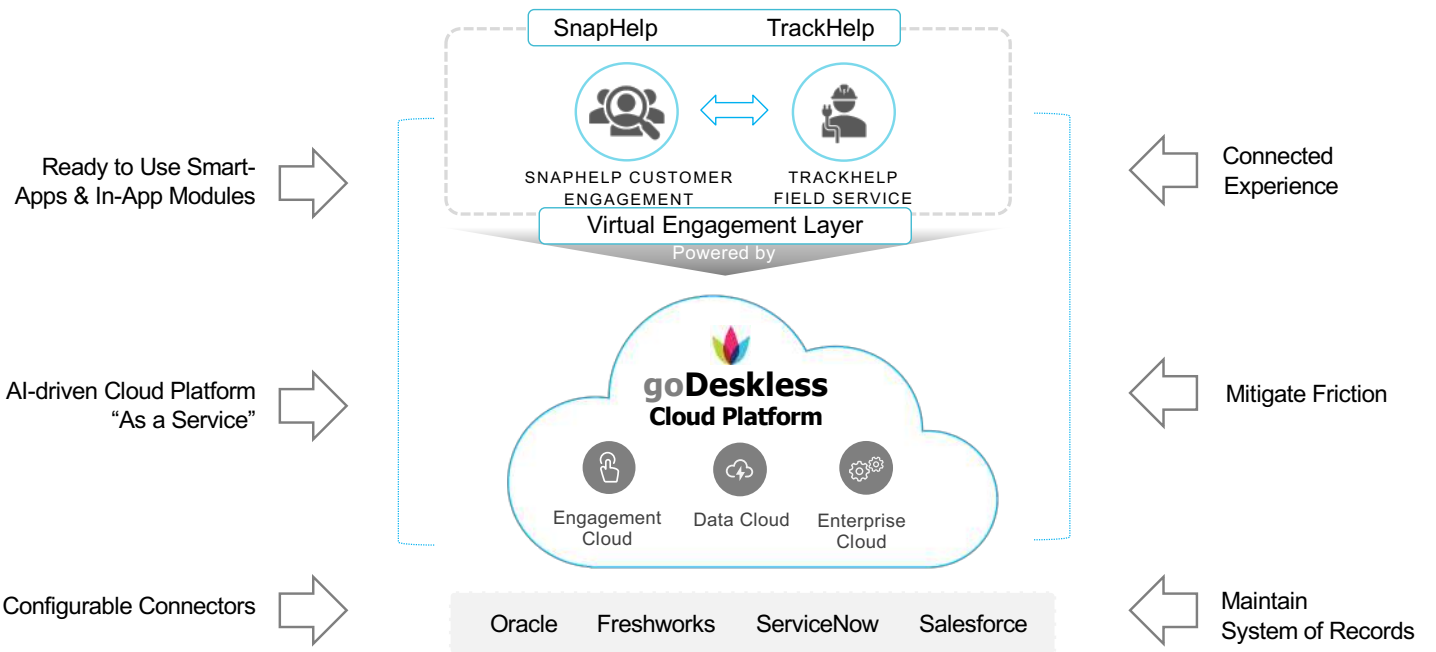 SnapHelp TrackHelp
SNAPHELP CUSTOMER
ENGAGEMENT
TRACKHELP
FIELD SERVICE
Virtual Engagement Layer
Powered by
Ready to Use Smart-
Apps & In-App Modules
Connected
Experience
goDeskless
Cloud Platform
AI-driven Cloud Platform
“As a Service”
Mitigate Friction
Engagement
Cloud
Data Cloud
Enterprise
Cloud
Configurable Connectors
Oracle Freshworks ServiceNow Salesforce
Maintain
System of Records